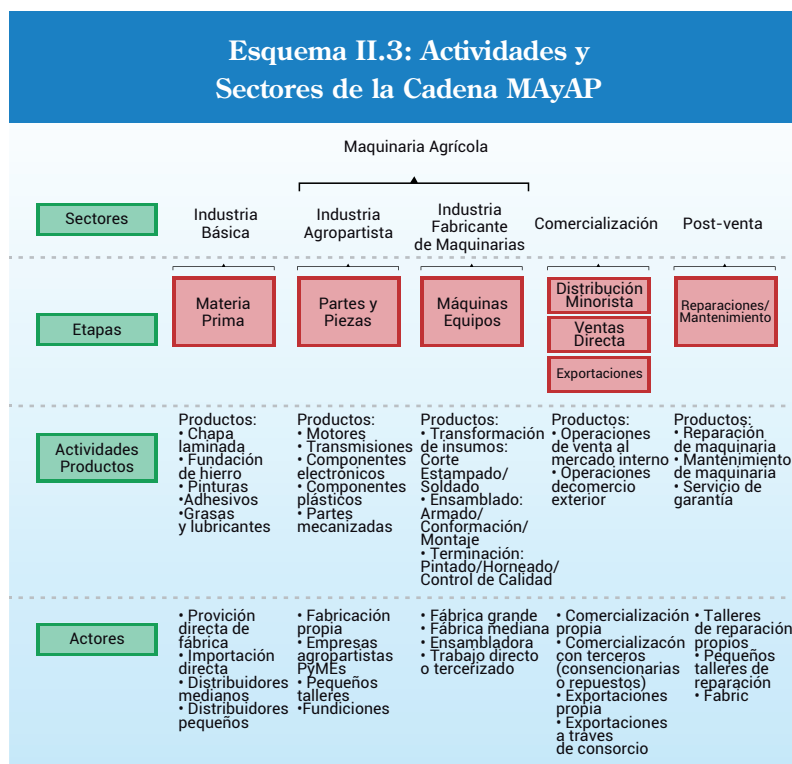 Esquema II.3: Actividades y
Sectores de la Cadena MAyAP
Maquinaria Agrícola
Sectores
Industria
Básica
Industria
Agropartista
Industria
Fabricante
de Maquinarias
Comercialización
Post-venta
Etapas
Materia
Prima
Partes y
Piezas
Máquinas
Equipos
Distribución
Minorista
Ventas
Directa
Exportaciones
Reparaciones/
Mantenimiento
Actividades
Productos
Productos:
• Chapa
laminada
• Fundación
de hierro
• Pinturas
•Adhesivos
•Grasas
y lubricantes
Productos:
• Motores
• Transmisiones
• Componentes
electrónicos
• Componentes
plásticos
• Partes
mecanizadas
Productos:
• Transformación
de insumos:
Corte
Estampado/
Soldado
• Ensamblado:
Armado/
Conformación/
Montaje
• Terminación:
Pintado/Horneado/
Control de Calidad
Productos:
• Operaciones
de venta al
mercado interno
• Operaciones
decomercio
exterior
Productos:
• Reparación
de maquinaria
• Mantenimiento
de maquinaria
• Servicio de
garantía
Actores
• Provición
directa de
fábrica
• Importación
directa
• Distribuidores
medianos
• Distribuidores
pequeños
• Fabricación
propia
• Empresas
agropartistas
PyMEs
• Pequeños
talleres
•Fundiciones
• Fábrica grande
• Fábrica mediana
• Ensambladora
• Trabajo directo
o tercerizado
• Comercialización
propia
• Comercializacón
con terceros
(consencionarias
o repuestos)
• Exportaciones
propia
• Exportaciones
a tráves
de consorcio
• Talleres
de reparación
propios
• Pequeños
talleres de
reparación
• Fabric